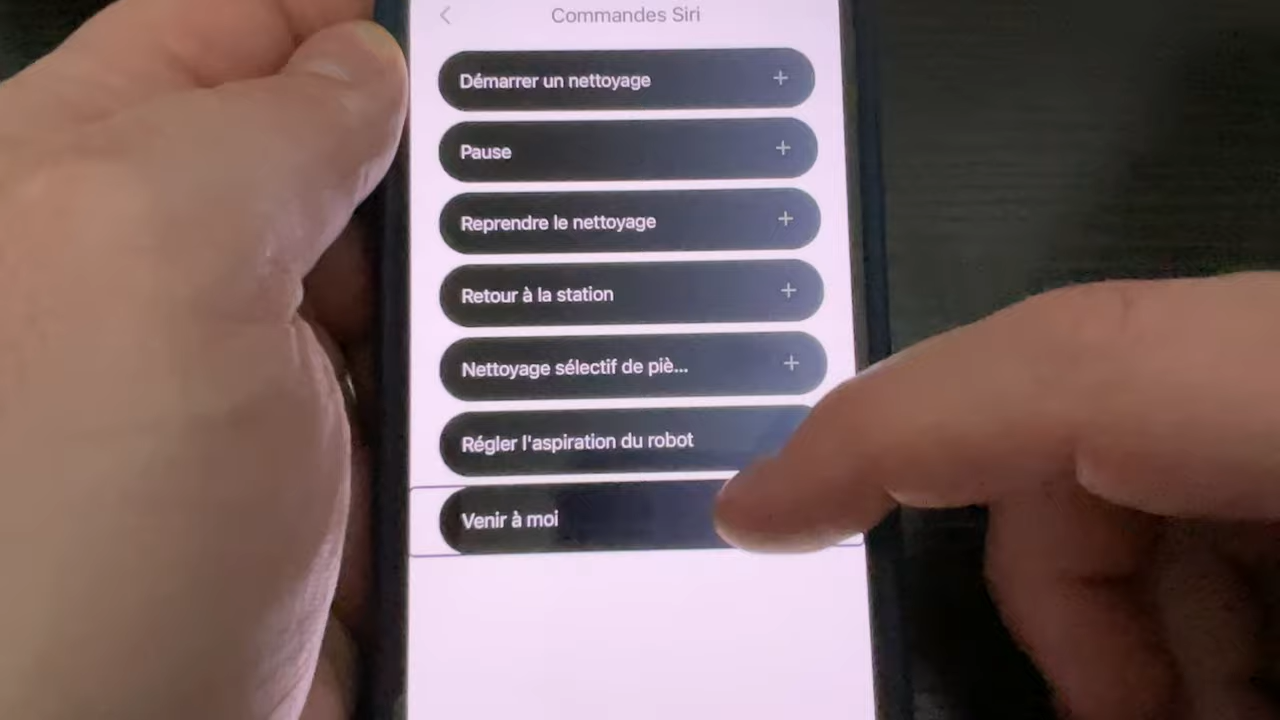 Commandes Siri
Démarrer un nettoyage
Pause
Reprendre le nettoyage
Retour à la station
Nettoyage sélectif de piè...
Régler l'aspiration du robot
Venir à moi